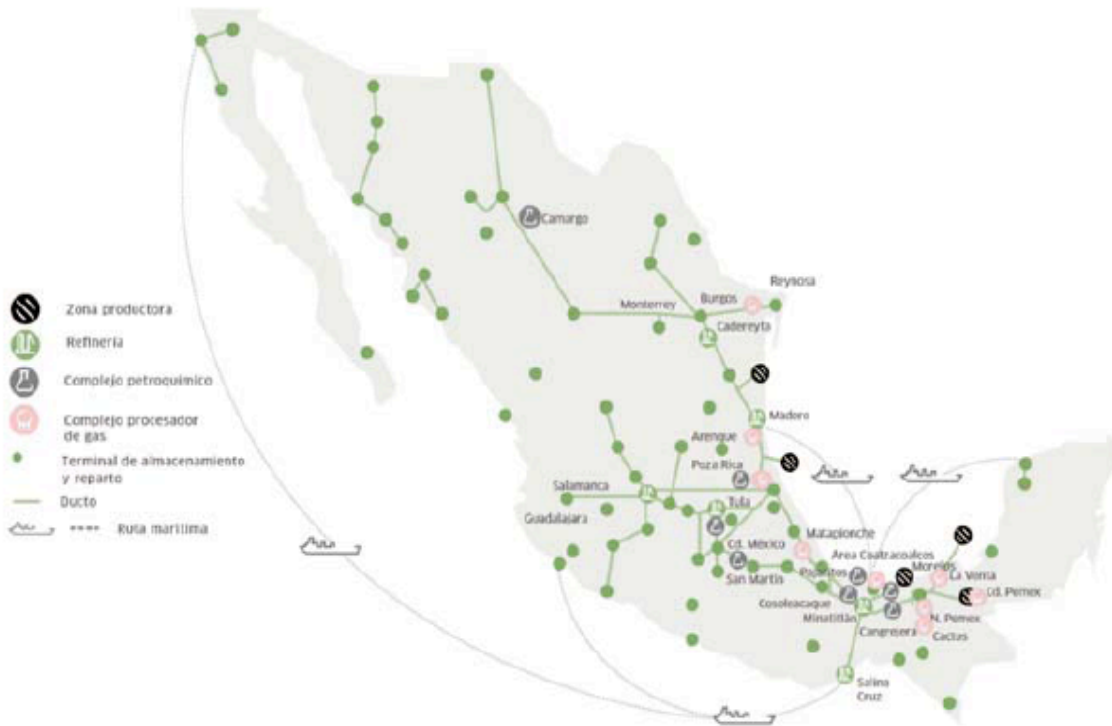 Zona productora
Refinería
Complejo petroquímico
Complejo procesador
de gas
Terminal de almacenamiento
y reparto
Ducto
Ruta marítima
Camargo
Reynosa
Burgos
Monterrey
Cadereyta
Madero
Arenque
Poza Rica
Salamanca
Tula
Guadalajara
Matapionche
Cd. México
Área Coatzacoalcos
Morelos
Pajaritos
La Venta
San Martín
Cd. Pemex
Cosoleacaque
Minatitlán
N. Pemex
Cangrejera
Cactus
Salina
Cruz